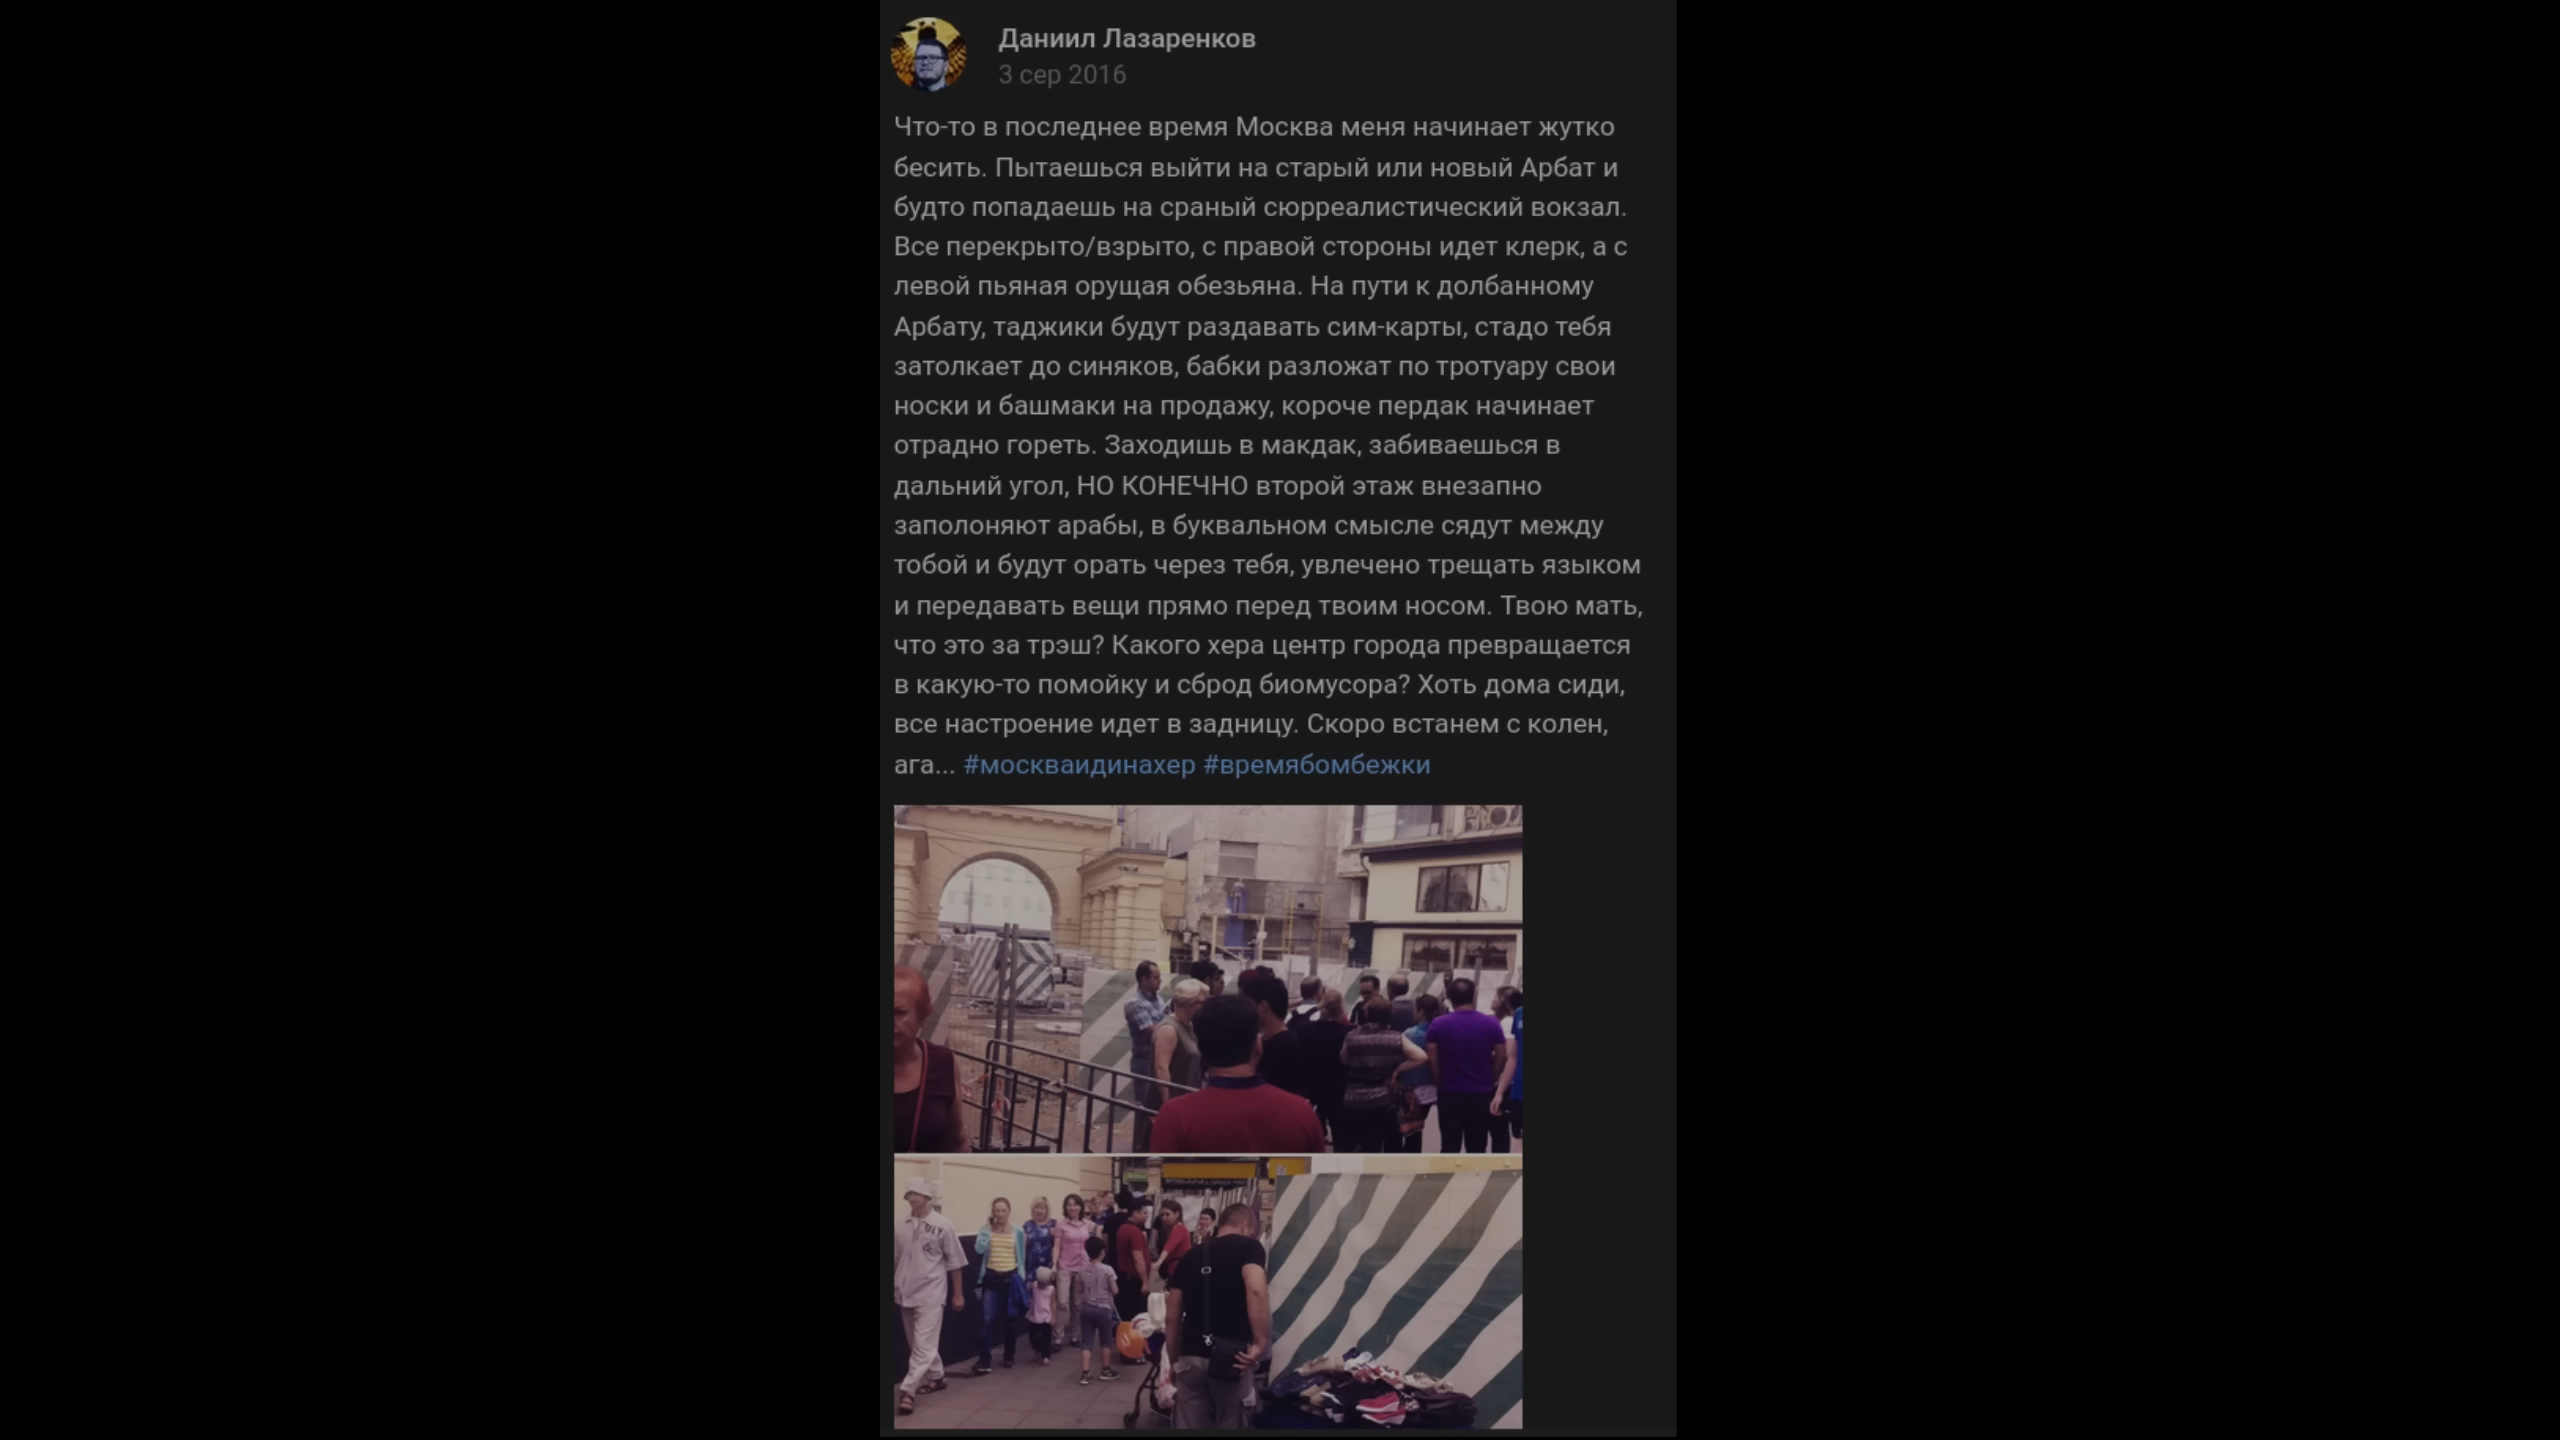 Даниил Лазаренков
3 сер 2016
Что-то в последнее время Москва меня начинает жутко
бесить. Пытаешься выйти на старый или новый Арбат и
будто попадаешь на сраный сюрреалистический вокзал.
Все перекрыто/взрыто, с правой стороны идет клерк, а с
левой пьяная орущая обезьяна. На пути к долбанному
Арбату, таджики будут раздавать сим-карты, стадо тебя
затолкает до синяков, бабки разложат по тротуару свои
носки и башмаки на продажу, короче пердак начинает
отрадно гореть. Заходишь в макдак, забиваешься в
дальний угол, НО КОНЕЧНО второй этаж внезапно
заполоняют арабы, в буквальном смысле сядут между
тобой и будут орать через тебя, увлечено трещать языком
и передавать вещи прямо перед твоим носом. Твою мать,
что это за трэш? Какого хера центр города превращается
в какую-то помойку и сброд биомусора? Хоть дома сиди,
все настроение идет в задницу. Скоро встанем с колен,
ага... #москваидинахер #времябомбежки